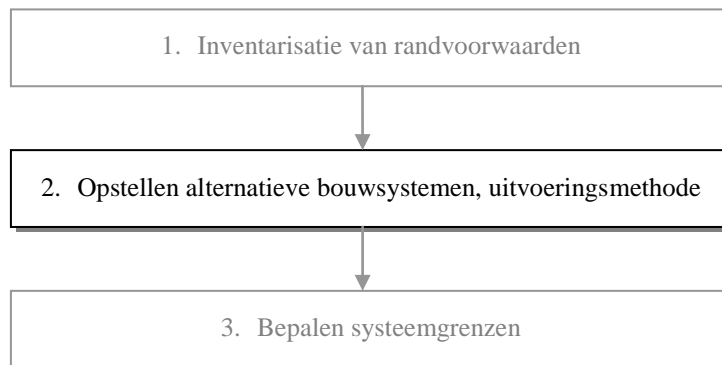 1. Inventarisatie van randvoorwaarden
2. Opstellen alternatieve bouwsystemen, uitvoeringsmethode
3. Bepalen systeemgrenzen